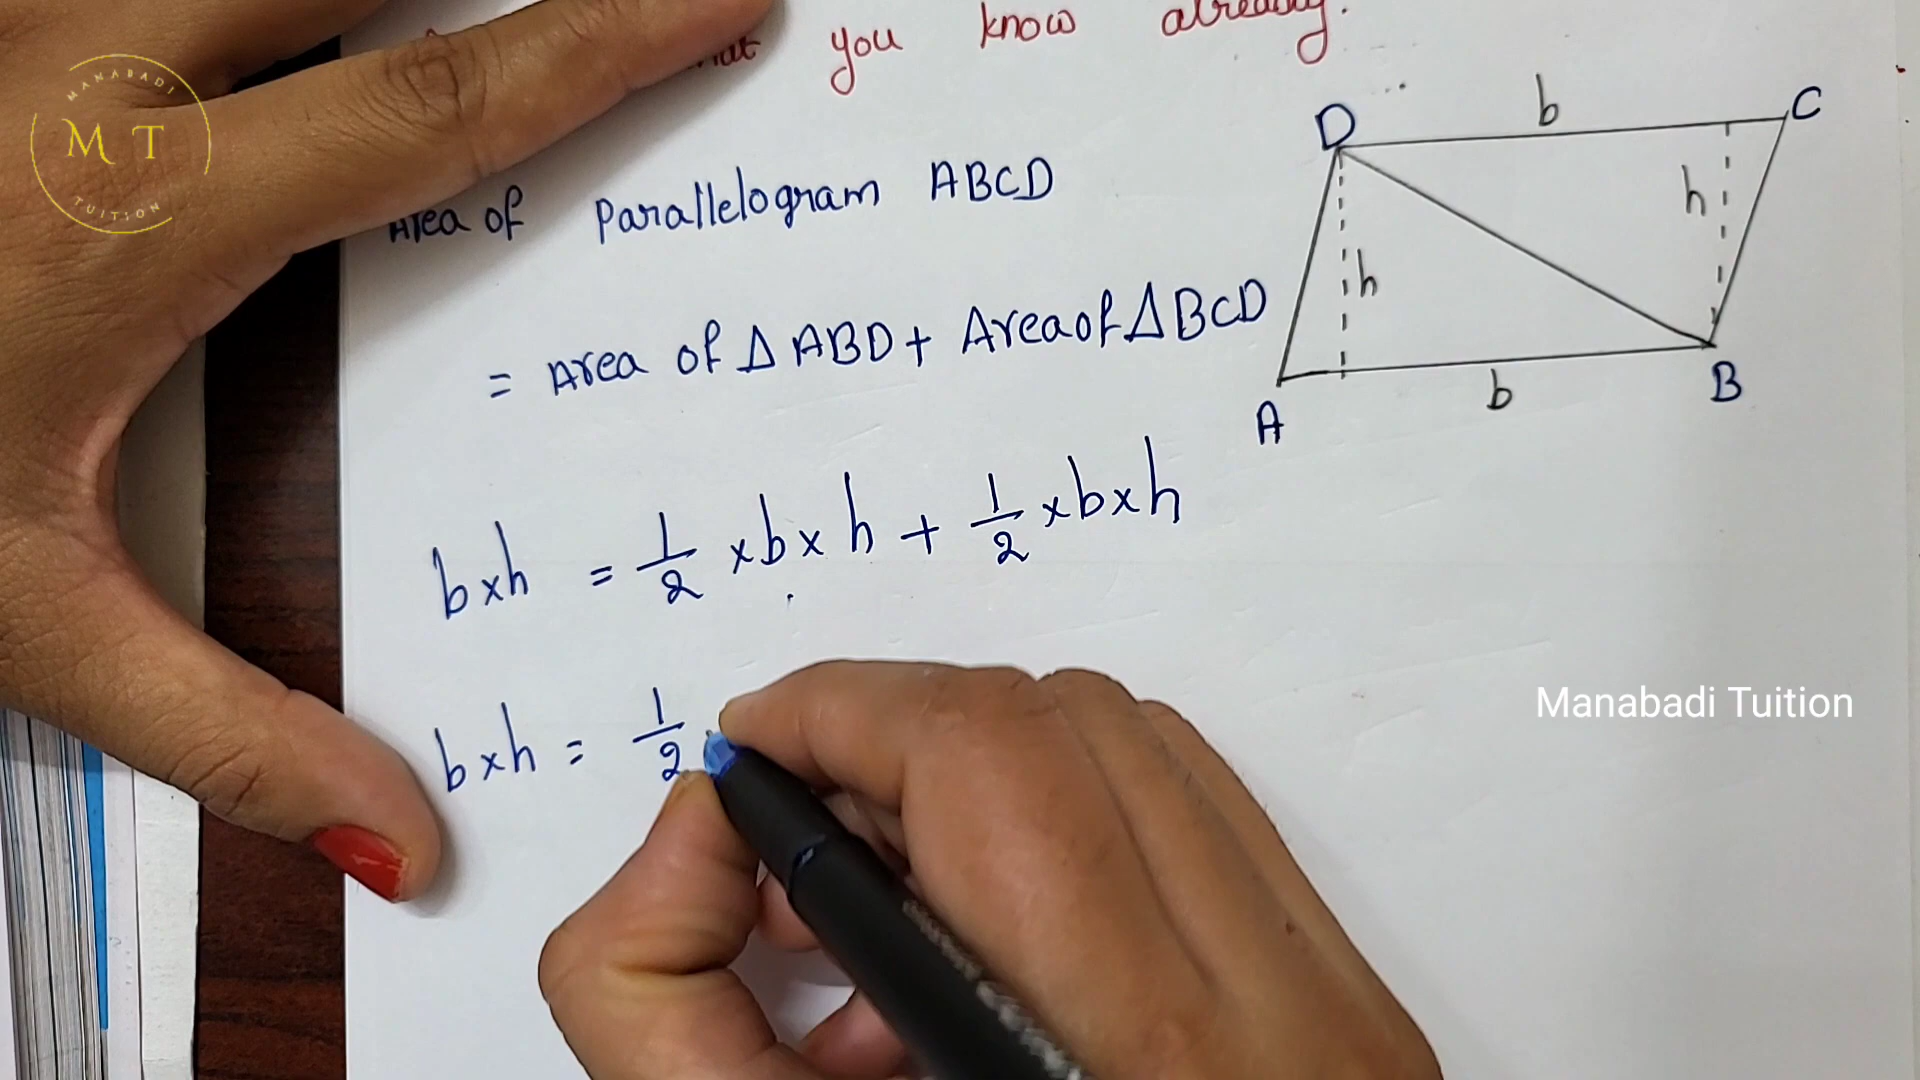 you know already.
MANABADI
M T
TUITION
Area of Parallelogram ABCD
= Area of Δ ABD + Area of Δ BCD
b×h = 1/2 ×b× h + 1/2 ×b×h
b×h = 1/2
D b C
h
h
A b B
Manabadi Tuition